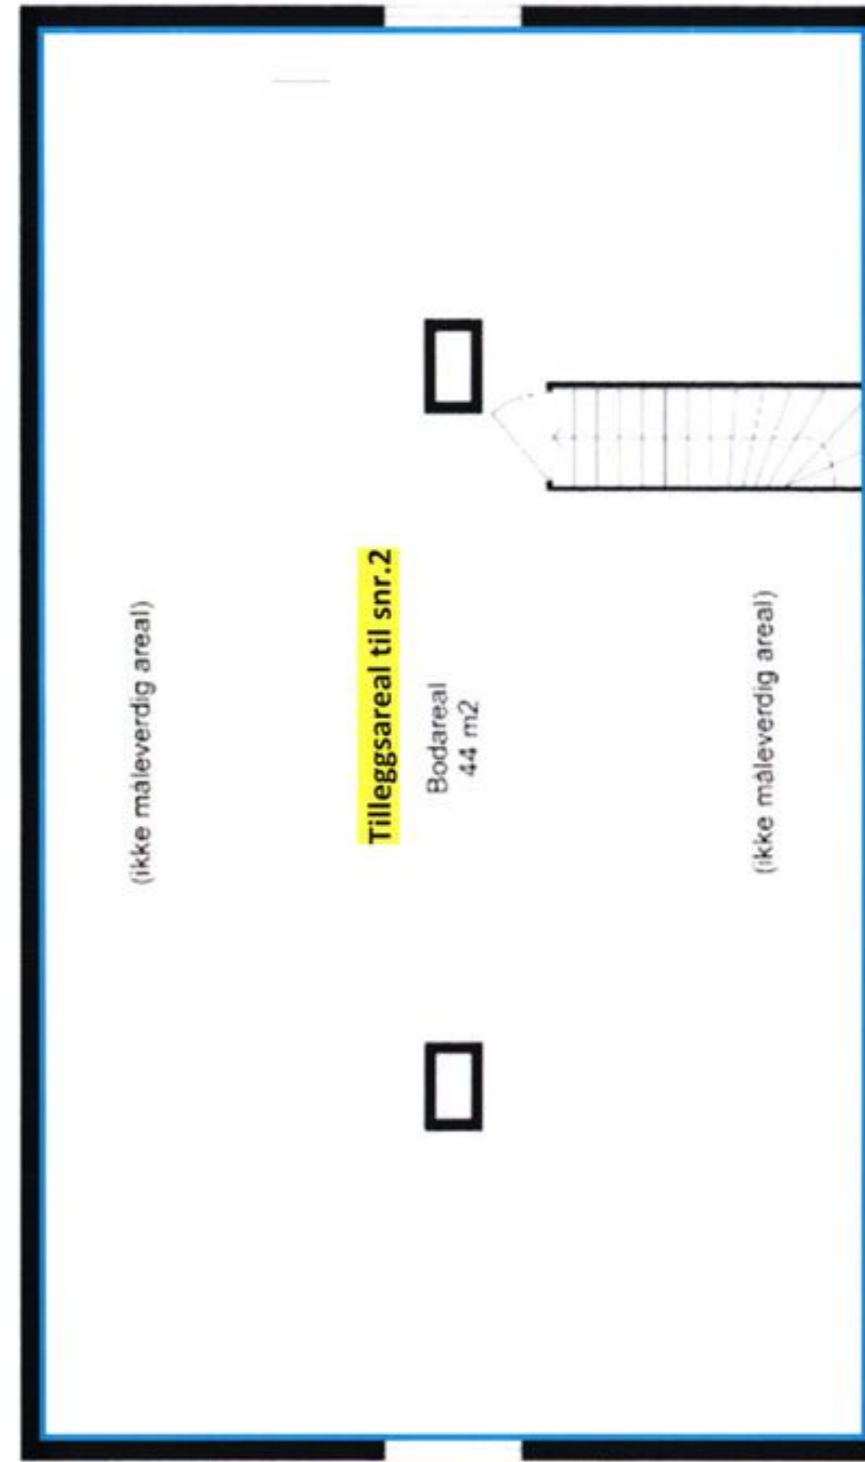 (ikke måleverdig areal)
Tilleggsareal til snr.2
Bodareal
44 m2
(ikke måleverdig areal)